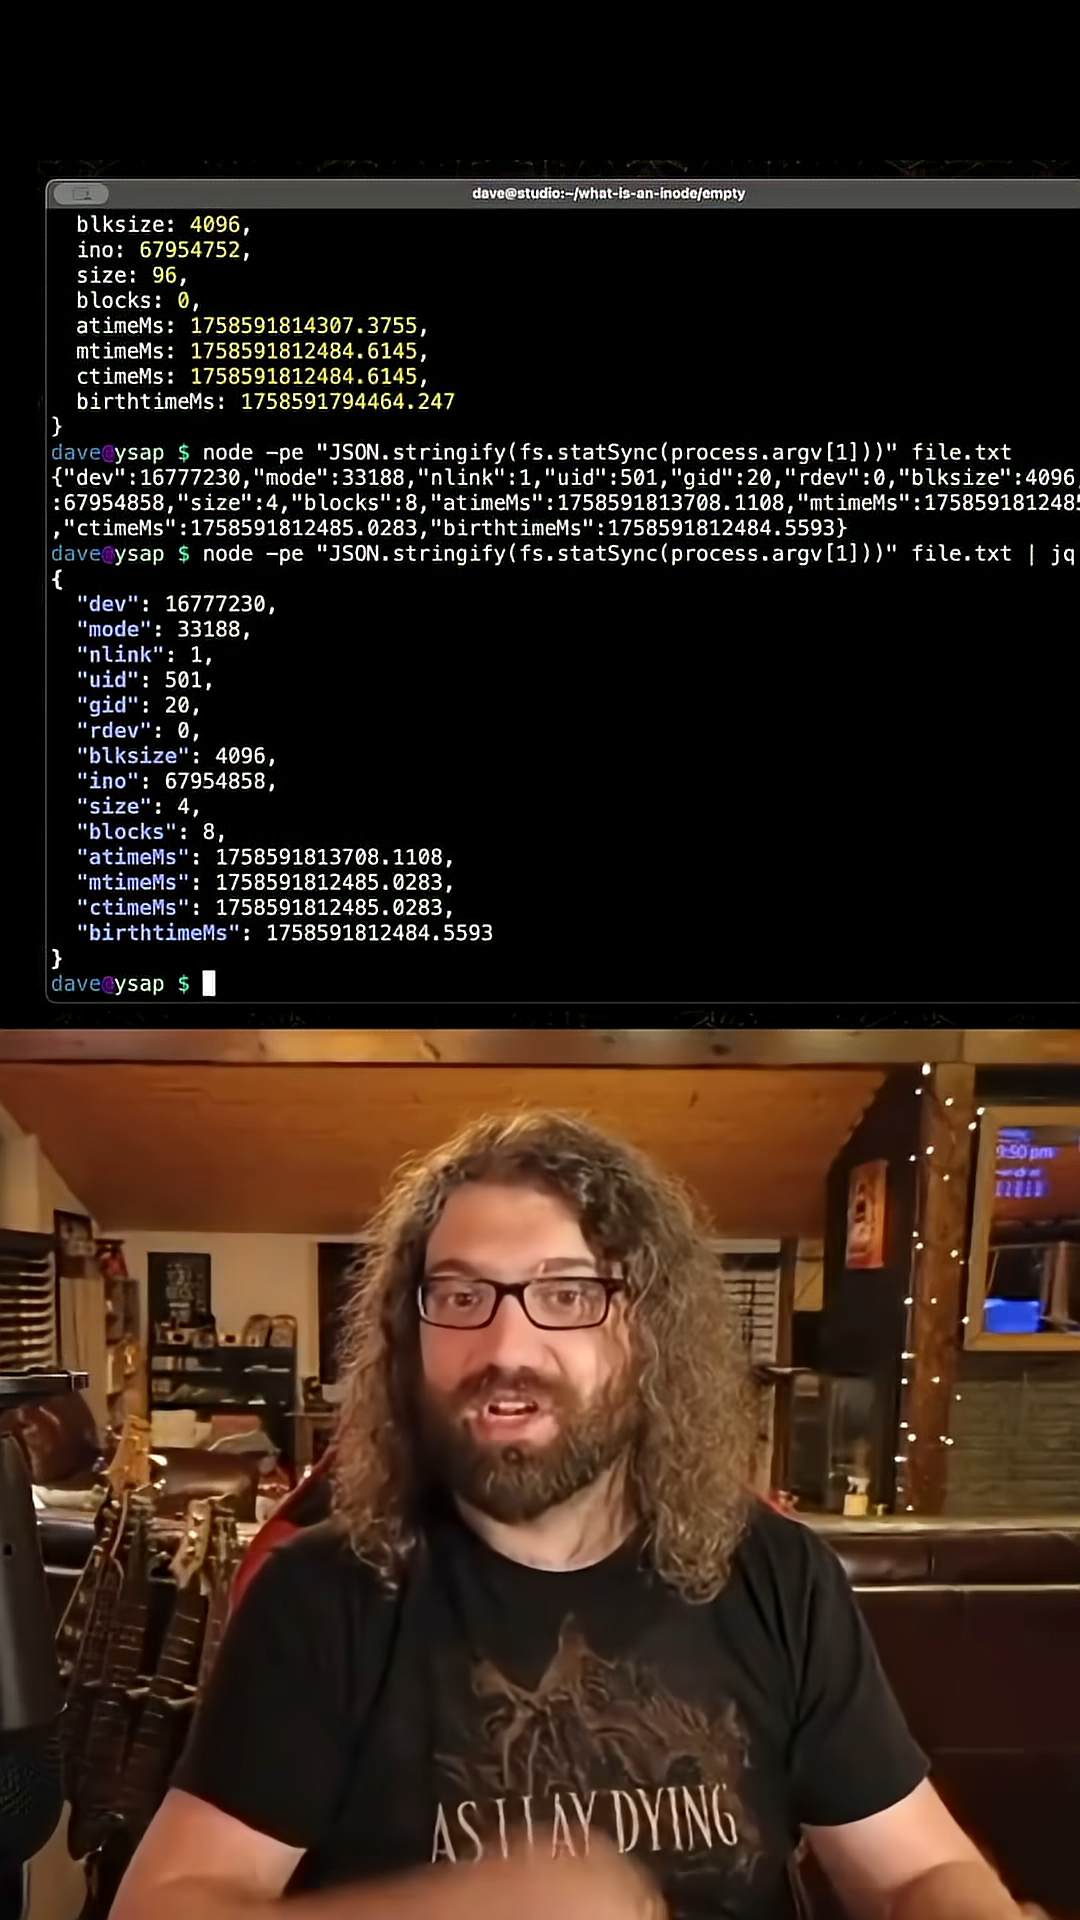 dave@studio:~/what-is-an-inode/empty
blksize: 4096,
ino: 67954752,
size: 96,
blocks: 0,
atimeMs: 1758591814307.3755,
mtimeMs: 1758591812484.6145,
ctimeMs: 1758591812484.6145,
birthtimeMs: 1758591794464.247
}
dave@ysap $ node -pe "JSON.stringify(fs.statSync(process.argv[1]))" file.txt
{"dev":16777230,"mode":33188,"nlink":1,"uid":501,"gid":20,"rdev":0,"blksize":4096,
:67954858,"size":4,"blocks":8,"atimeMs":1758591813708.1108,"mtimeMs":1758591812485
,"ctimeMs":1758591812485.0283,"birthtimeMs":1758591812484.5593}
dave@ysap $ node -pe "JSON.stringify(fs.statSync(process.argv[1]))" file.txt | jq
{
"dev": 16777230,
"mode": 33188,
"nlink": 1,
"uid": 501,
"gid": 20,
"rdev": 0,
"blksize": 4096,
"ino": 67954858,
"size": 4,
"blocks": 8,
"atimeMs": 1758591813708.1108,
"mtimeMs": 1758591812485.0283,
"ctimeMs": 1758591812485.0283,
"birthtimeMs": 1758591812484.5593
}
dave@ysap $
9:50 pm
AS I LAY DYING